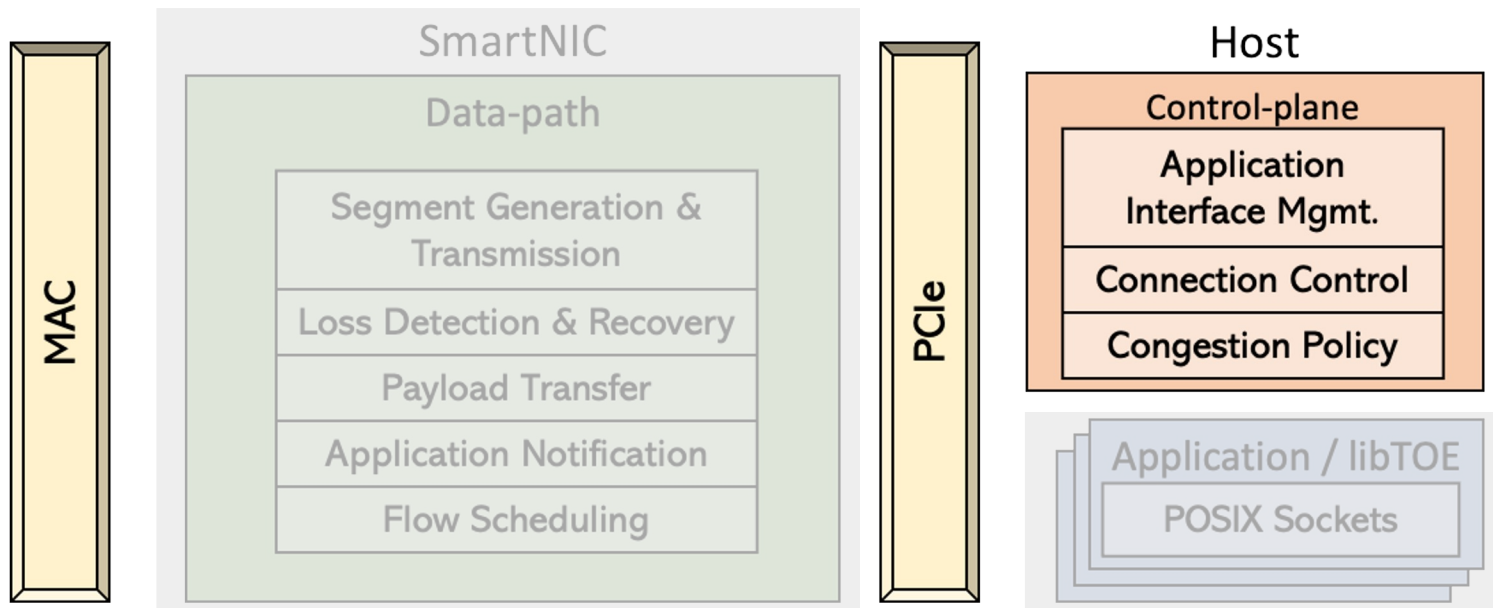 MAC
SmartNIC
Data-path
Segment Generation &
Transmission
Loss Detection & Recovery
Payload Transfer
Application Notification
Flow Scheduling
PCIe
Host
Control-plane
Application
Interface Mgmt.
Connection Control
Congestion Policy
Application / libTOE
POSIX Sockets